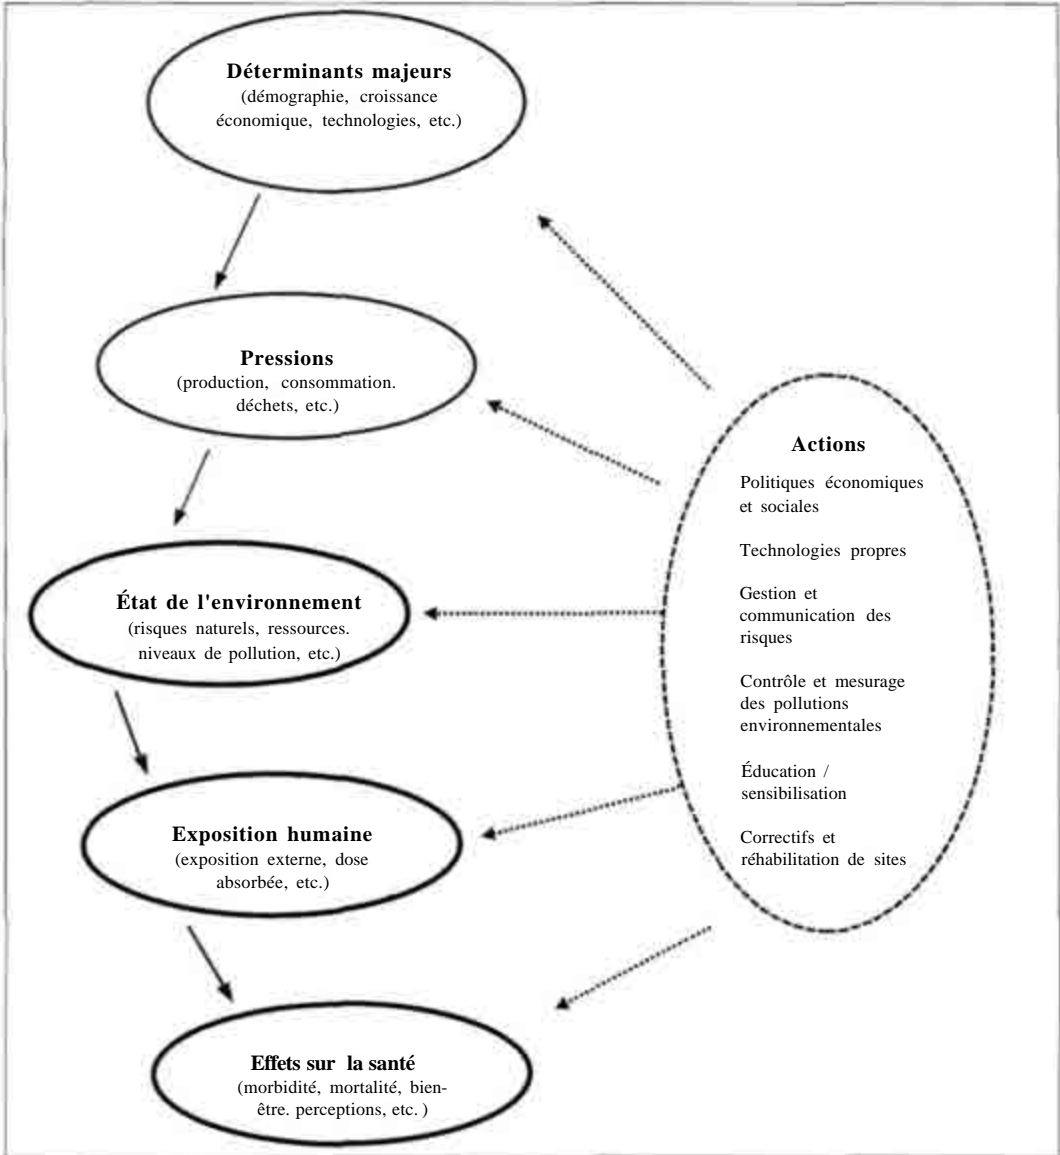 Déterminants majeurs
(démographie, croissance
économique, technologies, etc.)
Pressions
(production, consommation.
déchets, etc.)
État de l'environnement
(risques naturels, ressources.
niveaux de pollution, etc.)
Exposition humaine
(exposition externe, dose
absorbée, etc.)
Effets sur la santé
(morbidité, mortalité, bien-
être. perceptions, etc. )
Actions
Politiques économiques
et sociales
Technologies propres
Gestion et
communication des
risques
Contrôle et mesurage
des pollutions
environnementales
Éducation /
sensibilisation
Correctifs et
réhabilitation de sites